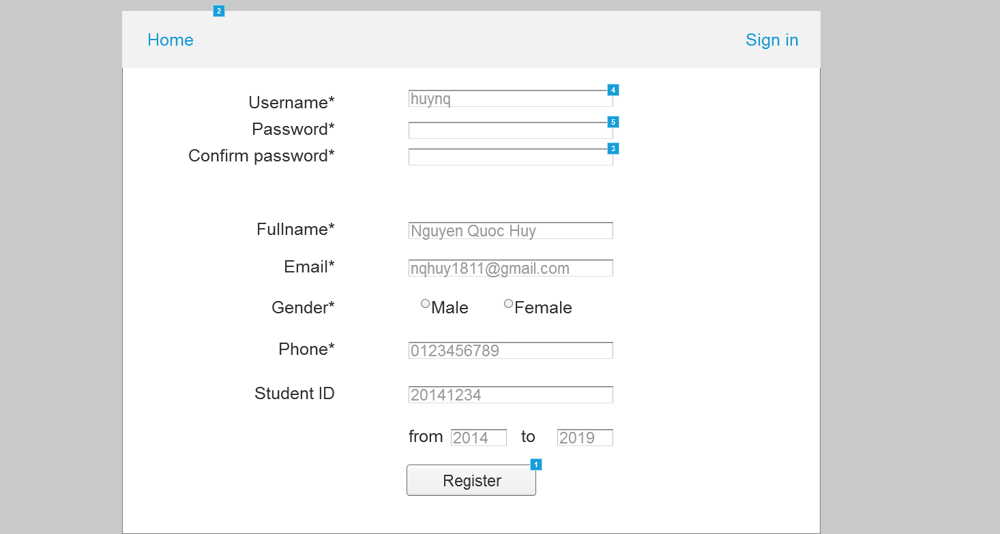 2
Home Sign in
Username* huynq 4
Password* 5
Confirm password* 3
Fullname* Nguyen Quoc Huy
Email* nqhuy1811@gmail.com
Gender* Male Female
Phone* 0123456789
Student ID 20141234
from 2014 to 2019
Register 1